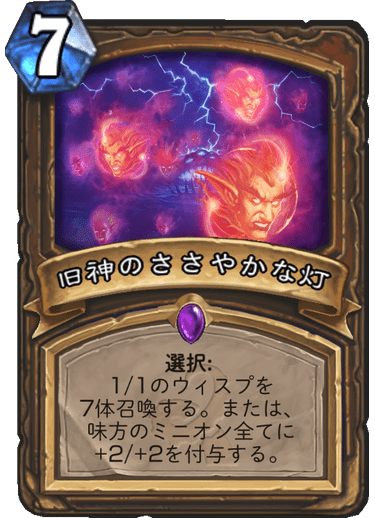 7
旧神のささやかな灯
選択:
1/1のウィスプを
7体召喚する。または、
味方のミニオン全てに
+2/+2を付与する。